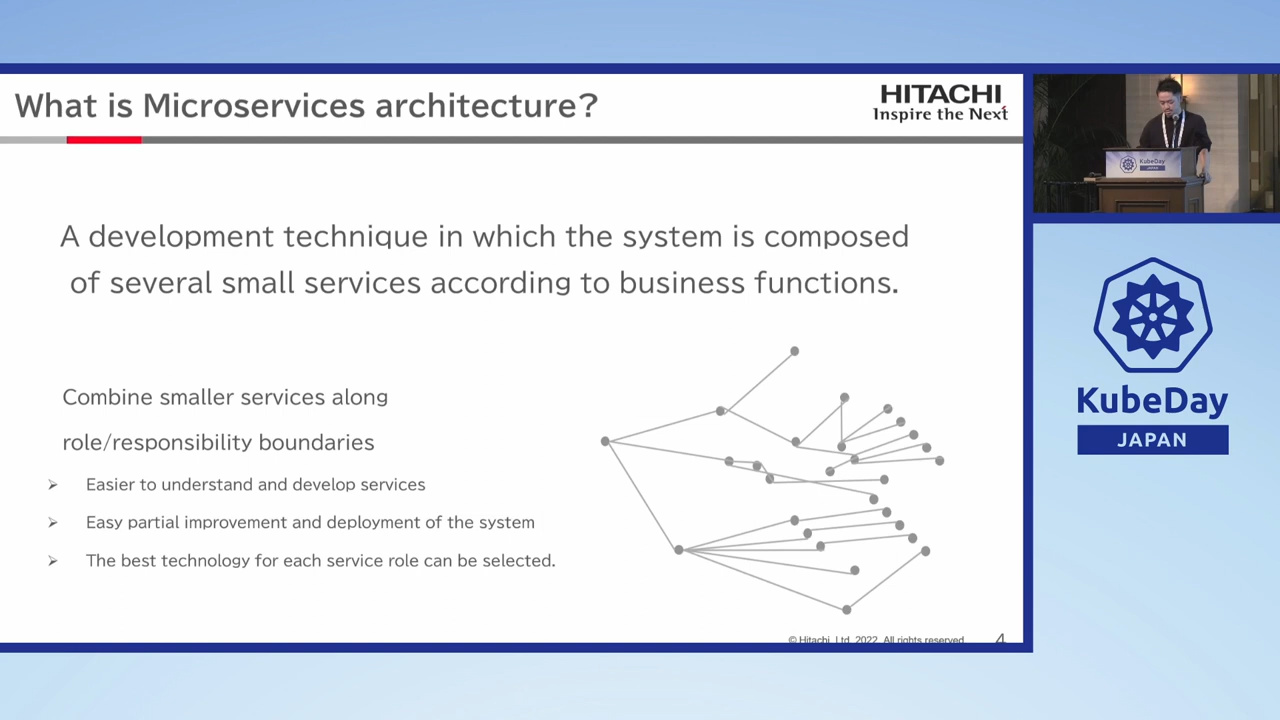 What is Microservices architecture?
HITACHI
Inspire the Next
A development technique in which the system is composed
of several small services according to business functions.
Combine smaller services along
role/responsibility boundaries
➢ Easier to understand and develop services
➢ Easy partial improvement and deployment of the system
➢ The best technology for each service role can be selected.
© Hitachi, Ltd. 2022. All rights reserved
4
KubeDay
JAPAN
KubeDay
JAPAN